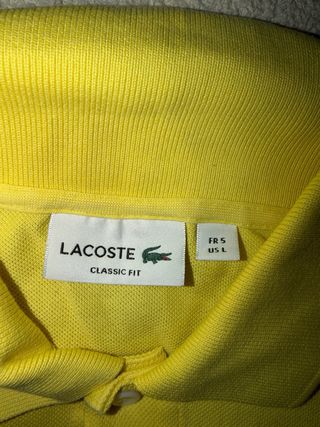 LACOSTE
CLASSIC FIT
FR 5
US L